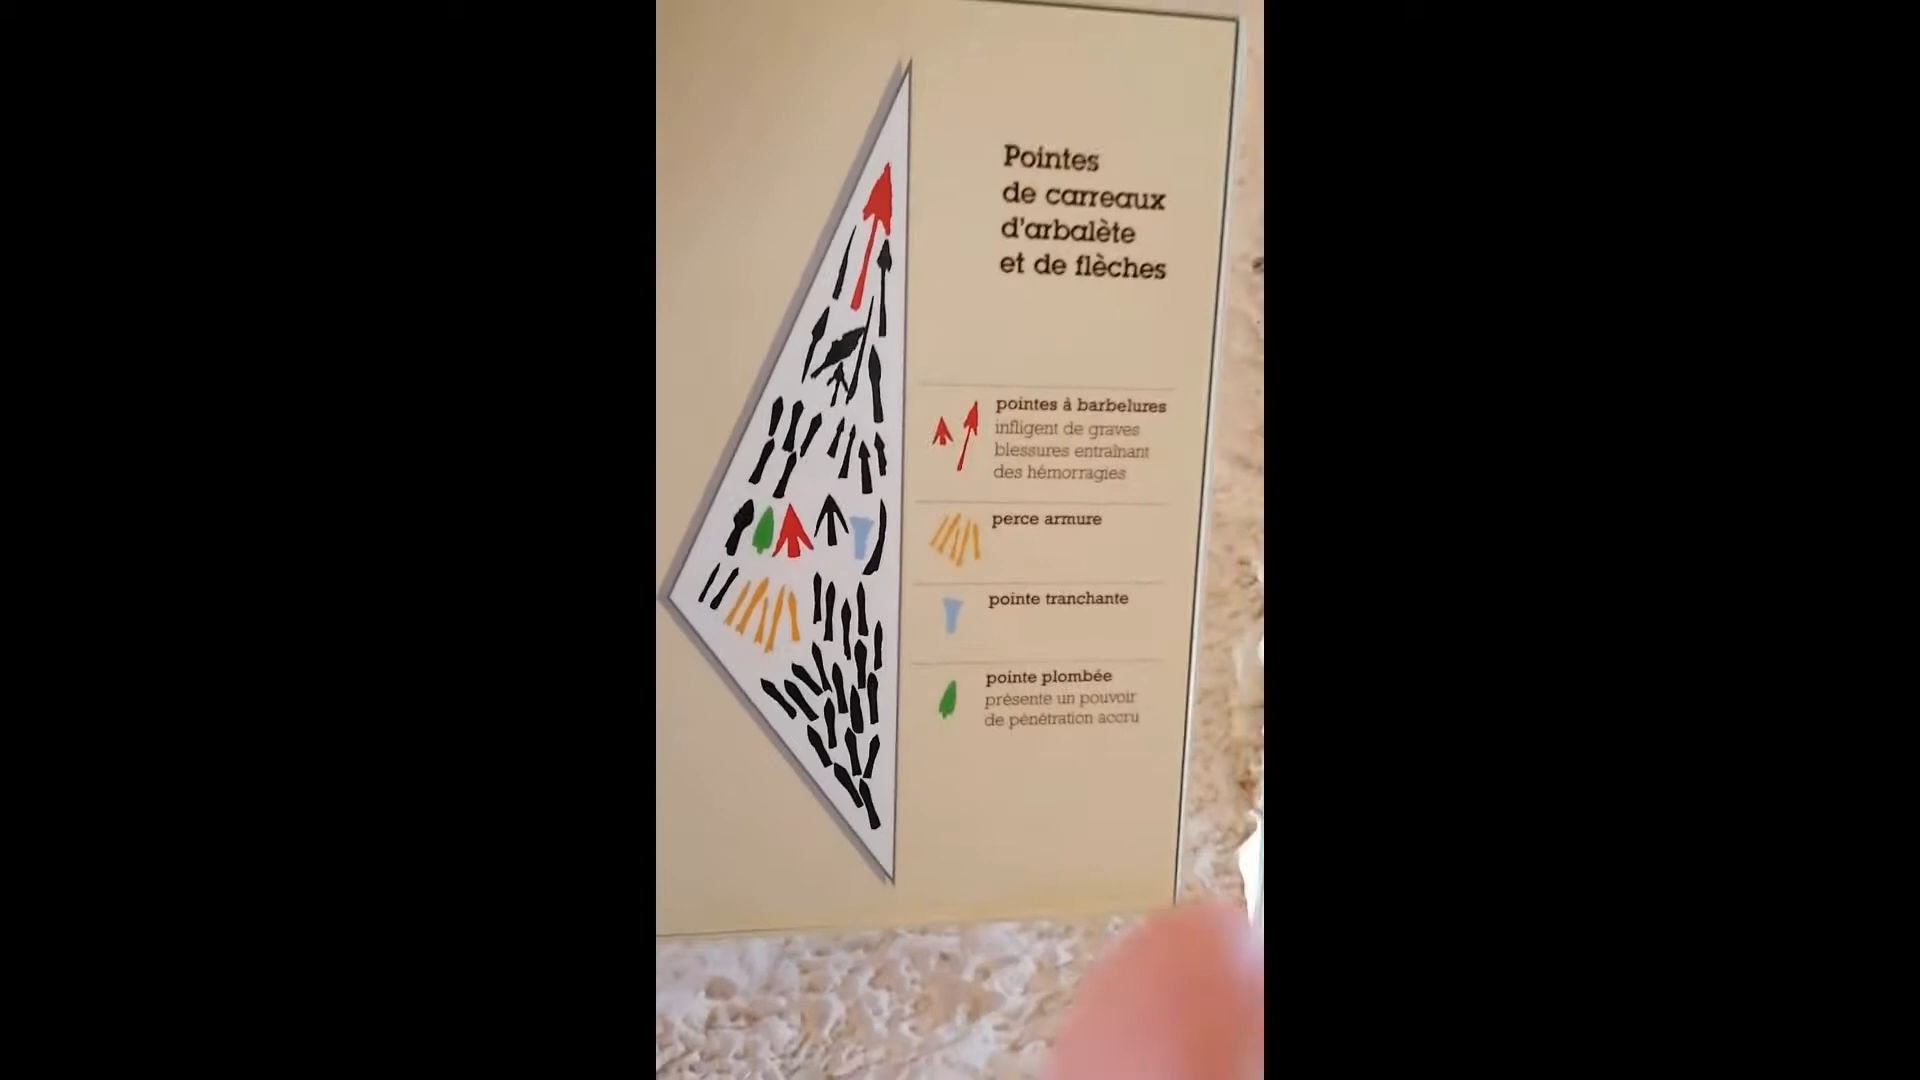 Pointes
de carreaux
d'arbalète
et de flèches
pointes à barbelures
infligent de graves
blessures entraînant
des hémorragies
perce armure
pointe tranchante
pointe plombée
présente un pouvoir
de pénétration accru